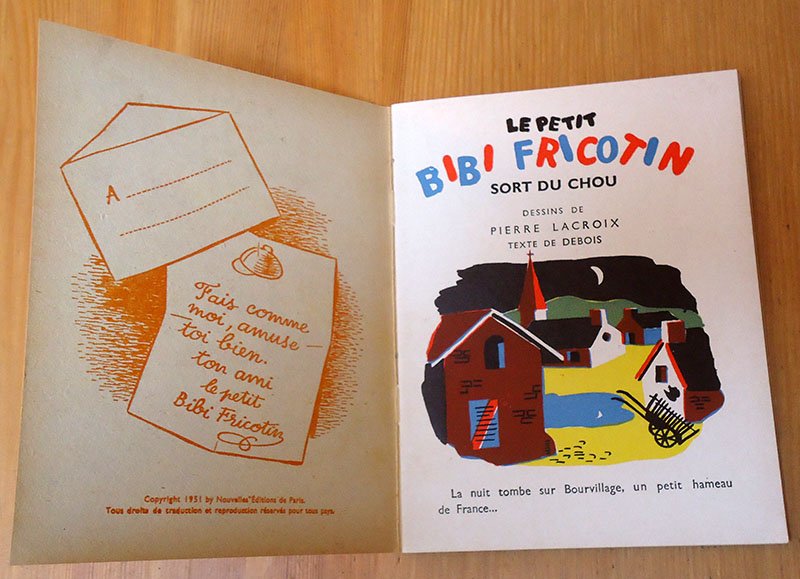 A
Fais comme
moi, amuse-
toi bien.
ton ami
le petit
Bibi Fricotin
Copyright 1951 by Nouvelles Éditions de Paris.
Tous droits de traduction et reproduction réservés pour tous pays.
LE PETIT
BIBI FRICOTIN
SORT DU CHOU
DESSINS DE
PIERRE LACROIX
TEXTE DE DEBOIS
La nuit tombe sur Bourvillage, un petit hameau
de France...